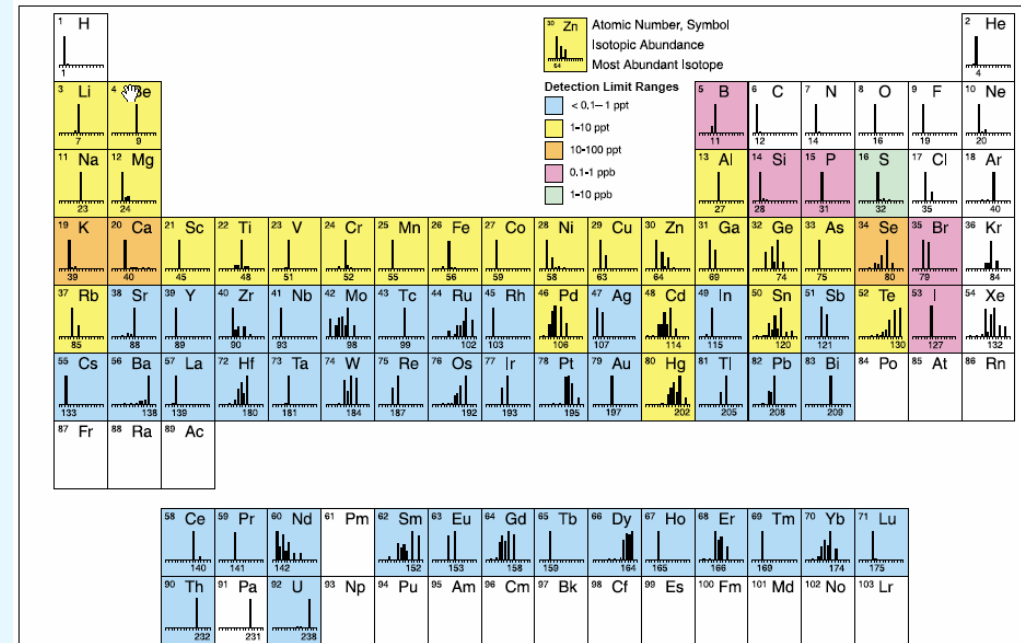 1 H
30 Zn Atomic Number, Symbol
Isotopic Abundance
64 Most Abundant Isotope
2 He
1
4
Detection Limit Ranges
3 Li 4 Be
< 0.1–1 ppt
5 B 6 C 7 N 8 O 9 F 10 Ne
1-10 ppt
7 9
11 12 14 16 19 20
10-100 ppt
11 Na 12 Mg
0.1-1 ppb
13 Al 14 Si 15 P 16 S 17 Cl 18 Ar
1-10 ppb
23 24
27 28 31 32 35 40
19 K 20 Ca 21 Sc 22 Ti 23 V 24 Cr 25 Mn 26 Fe 27 Co 28 Ni 29 Cu 30 Zn 31 Ga 32 Ge 33 As 34 Se 35 Br 36 Kr
39 40 45 48 51 52 55 56 59 58 63 64 69 74 75 80 79 84
37 Rb 38 Sr 39 Y 40 Zr 41 Nb 42 Mo 43 Tc 44 Ru 45 Rh 46 Pd 47 Ag 48 Cd 49 In 50 Sn 51 Sb 52 Te 53 I 54 Xe
85 88 89 90 93 98 99 102 103 106 107 114 115 120 121 130 127 132
55 Cs 56 Ba 57 La 72 Hf 73 Ta 74 W 75 Re 76 Os 77 Ir 78 Pt 79 Au 80 Hg 81 Tl 82 Pb 83 Bi 84 Po 85 At 86 Rn
133 138 139 180 181 184 187 192 193 195 197 202 205 208 209
87 Fr 88 Ra 89 Ac
58 Ce 59 Pr 60 Nd 61 Pm 62 Sm 63 Eu 64 Gd 65 Tb 66 Dy 67 Ho 68 Er 69 Tm 70 Yb 71 Lu
140 141 142 152 153 158 159 164 165 166 169 174 175
90 Th 91 Pa 92 U 93 Np 94 Pu 95 Am 96 Cm 97 Bk 98 Cf 99 Es 100 Fm 101 Md 102 No 103 Lr
232 231 238